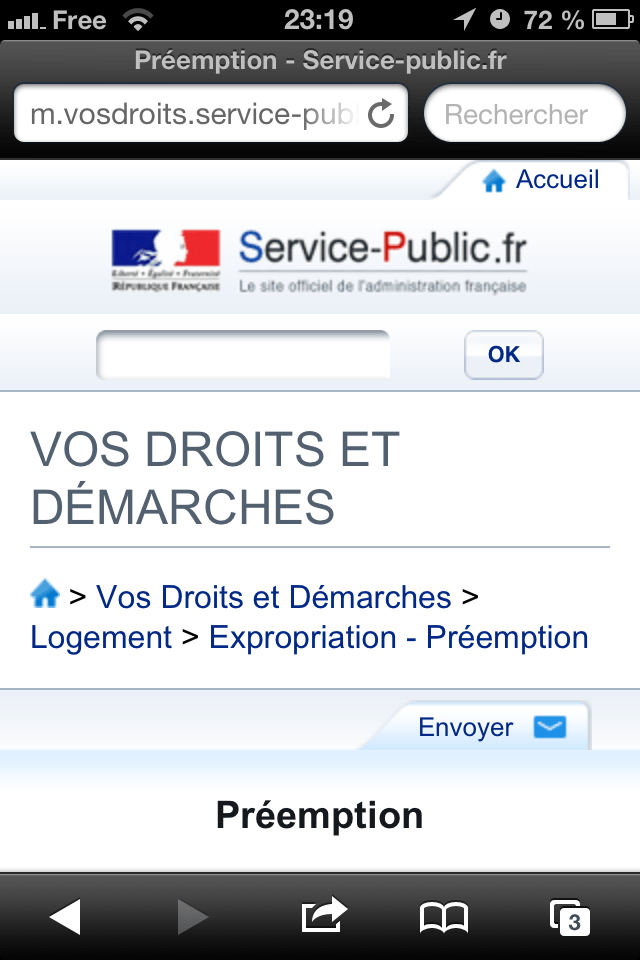 Free 23:19 72 %
Préemption - Service-public.fr
m.vosdroits.service-pub Rechercher
Accueil
Service-Public.fr
Liberté • Égalité • Fraternité
RÉPUBLIQUE FRANÇAISE
Le site officiel de l'administration française
OK
VOS DROITS ET
DÉMARCHES
> Vos Droits et Démarches >
Logement > Expropriation - Préemption
Envoyer
Préemption
3